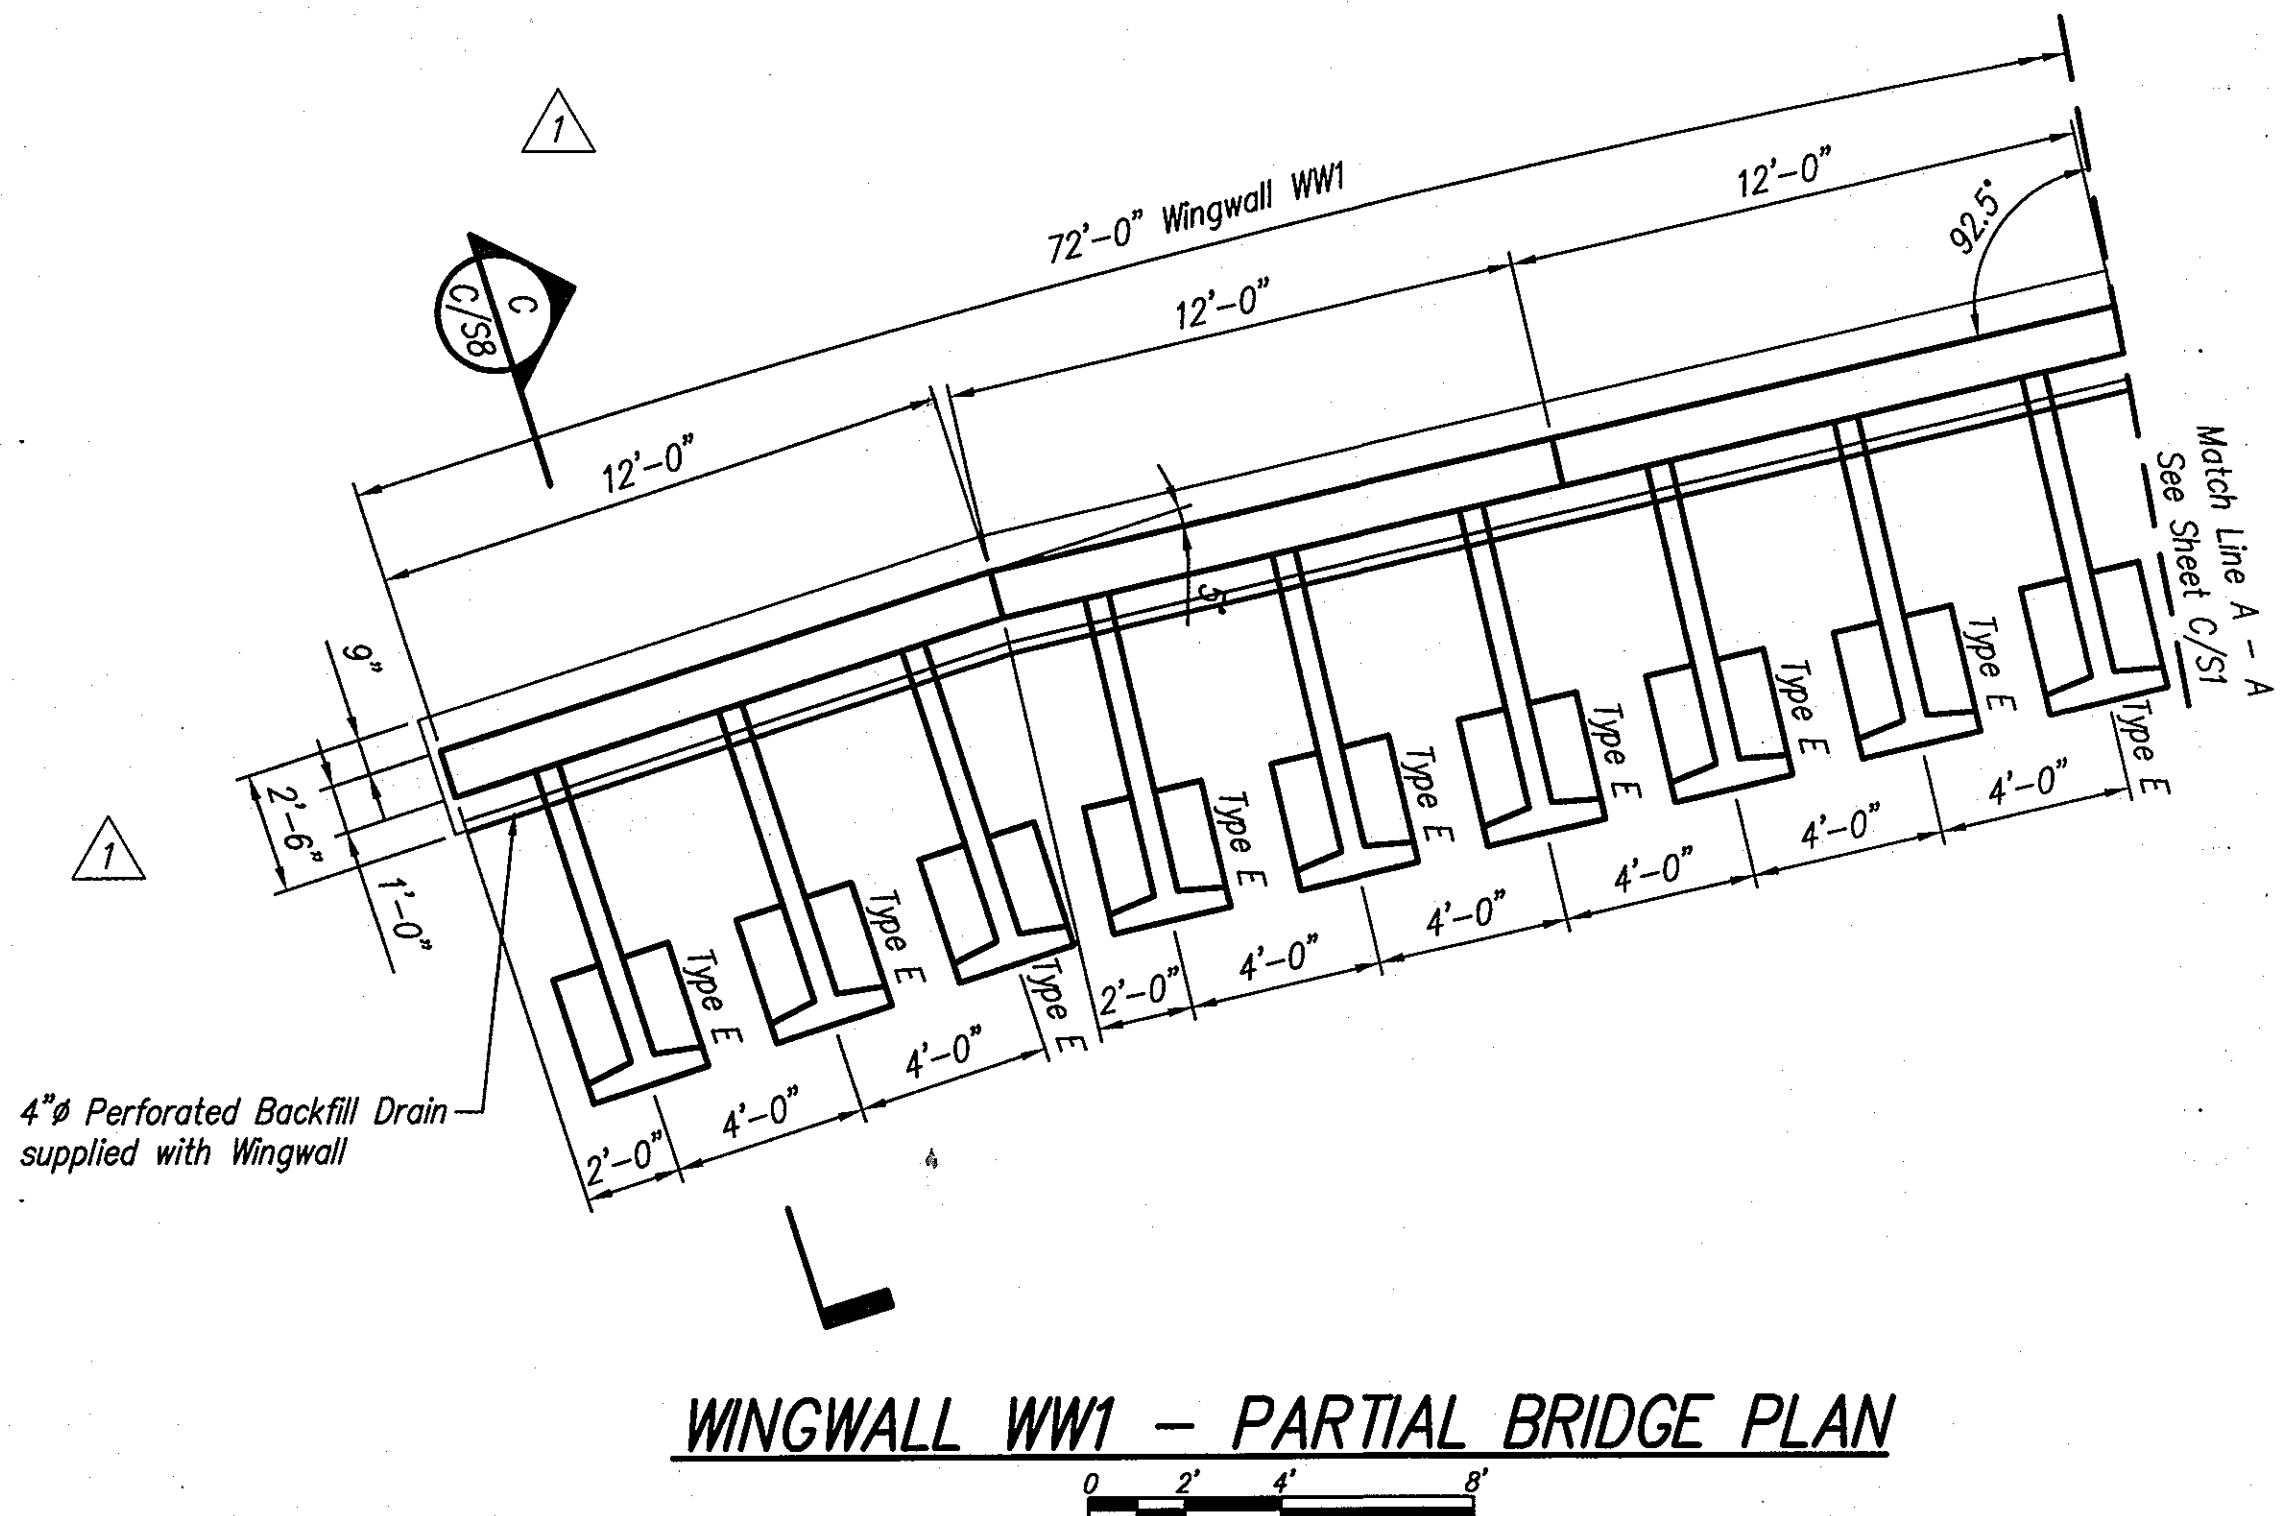 1
72'-0" Wingwall WW1
12'-0"
12'-0"
12'-0"
92.5°
C
C/S8
5°
Match Line A - A
See Sheet C/S1
9"
2'-6"
1'-0"
1
Type E
Type E
Type E
Type E
Type E
Type E
Type E
Type E
Type E
2'-0"
4'-0"
4'-0"
2'-0"
4'-0"
4'-0"
4'-0"
4'-0"
4'-0"
4"ø Perforated Backfill Drain
supplied with Wingwall
WINGWALL WW1 - PARTIAL BRIDGE PLAN
0 2' 4' 8'